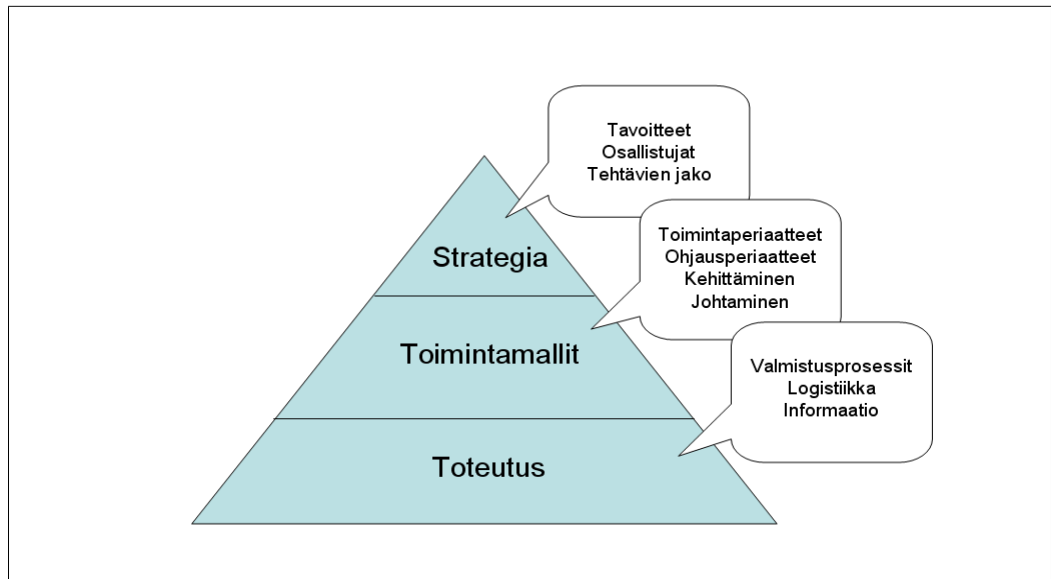 Tavoitteet
Osallistujat
Tehtävien jako
Strategia
Toimintaperiaatteet
Ohjausperiaatteet
Kehittäminen
Johtaminen
Toimintamallit
Valmistusprosessit
Logistiikka
Informaatio
Toteutus